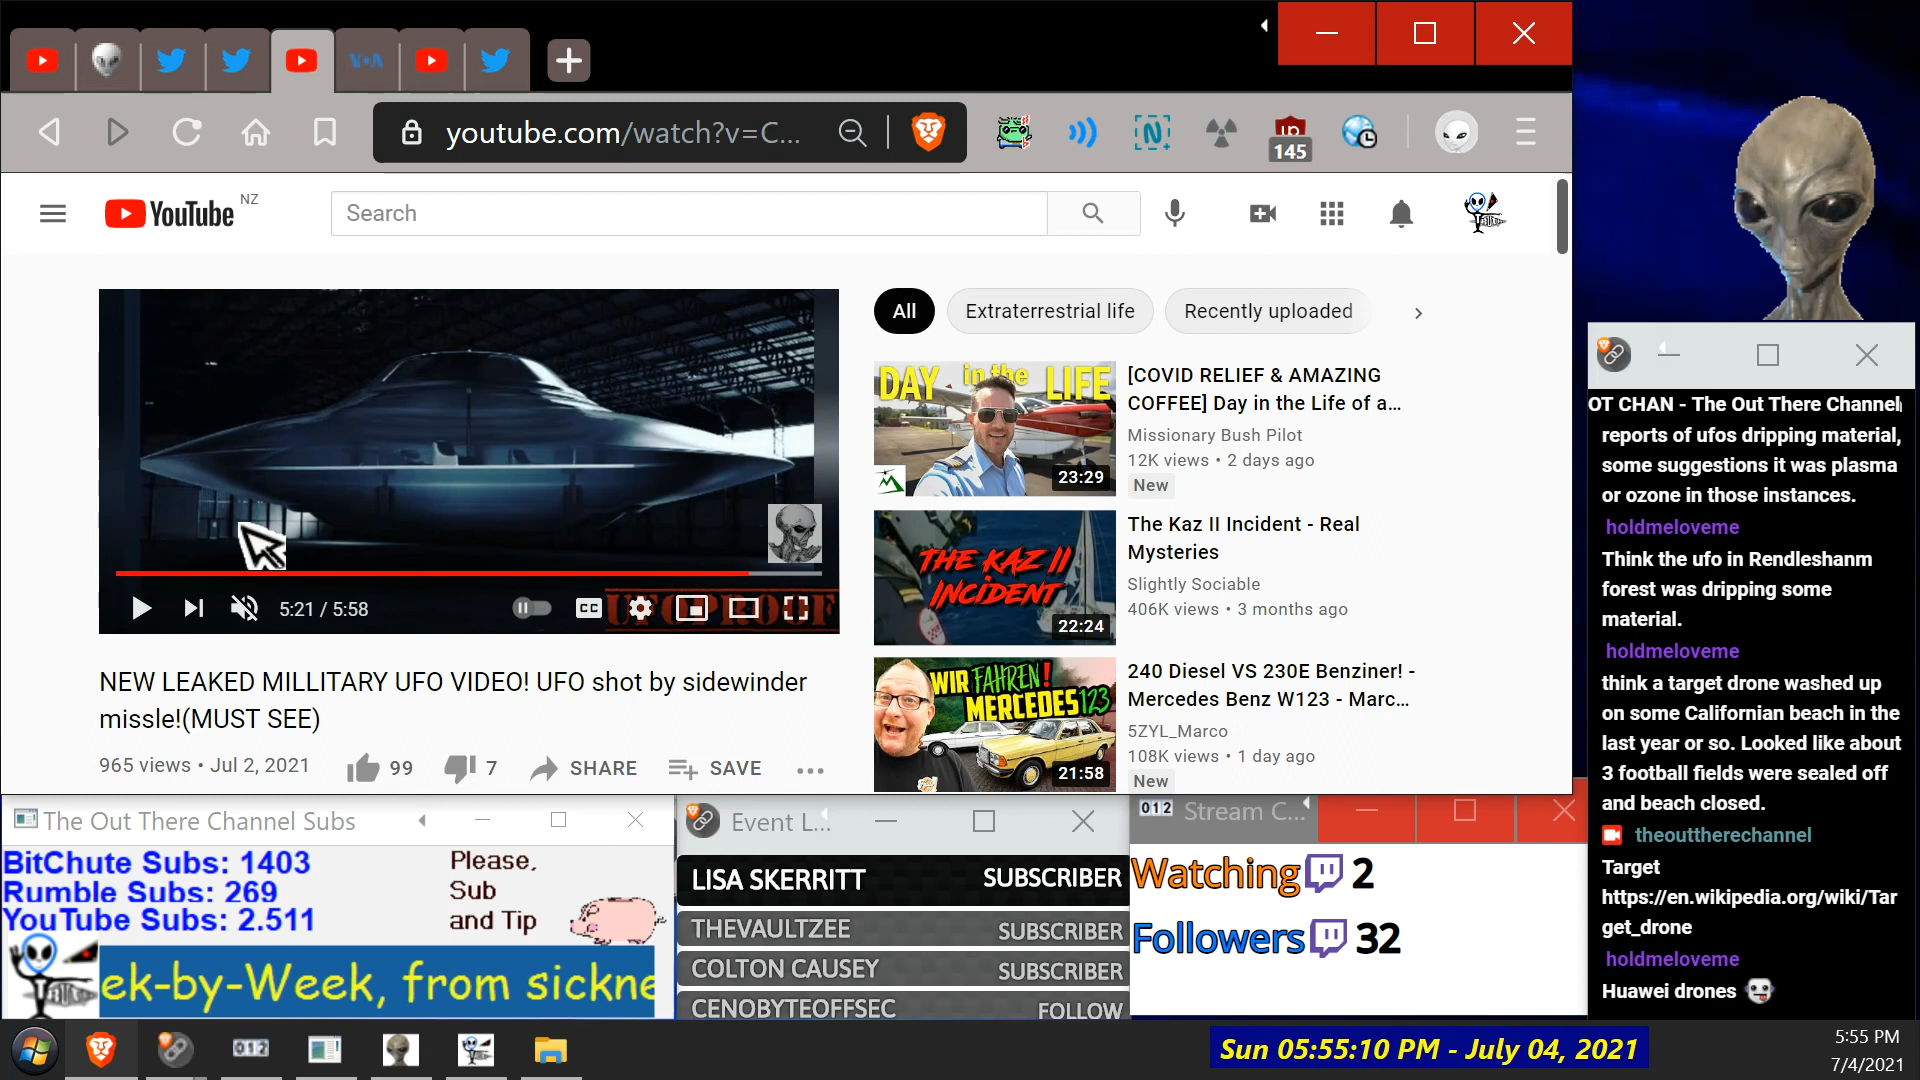 VOA
youtube.com/watch?v=C...
145
YouTube NZ
Search
All
Extraterrestrial life
Recently uploaded
DAY in the LIFE
23:29
[COVID RELIEF & AMAZING
COFFEE] Day in the Life of a...
Missionary Bush Pilot
12K views • 2 days ago
New
THE KAZ II
INCIDENT
22:24
The Kaz II Incident - Real
Mysteries
Slightly Sociable
406K views • 3 months ago
WIR FAHREN!
MERCEDES 123
21:58
240 Diesel VS 230E Benziner! -
Mercedes Benz W123 - Marc...
5ZYL_Marco
108K views • 1 day ago
New
5:21 / 5:58
CC
UFOPROOF
NEW LEAKED MILLITARY UFO VIDEO! UFO shot by sidewinder
missle!(MUST SEE)
965 views • Jul 2, 2021
99
7
SHARE
SAVE
OT CHAN - The Out There Channel
reports of ufos dripping material,
some suggestions it was plasma
or ozone in those instances.
holdmeloveme
Think the ufo in Rendleshanm
forest was dripping some
material.
holdmeloveme
think a target drone washed up
on some Californian beach in the
last year or so. Looked like about
3 football fields were sealed off
and beach closed.
theouttherechannel
Target
https://en.wikipedia.org/wiki/Tar
get_drone
holdmeloveme
Huawei drones
The Out There Channel Subs
BitChute Subs: 1403
Rumble Subs: 269
YouTube Subs: 2.511
Please,
Sub
and Tip
ek-by-Week, from sickne
Event L...
LISA SKERRITT SUBSCRIBER
THEVAULTZEE SUBSCRIBER
COLTON CAUSEY SUBSCRIBER
CENOBYTEOFFSEC FOLLOW
012 Stream C...
Watching 2
Followers 32
012
Sun 05:55:10 PM - July 04, 2021
5:55 PM
7/4/2021